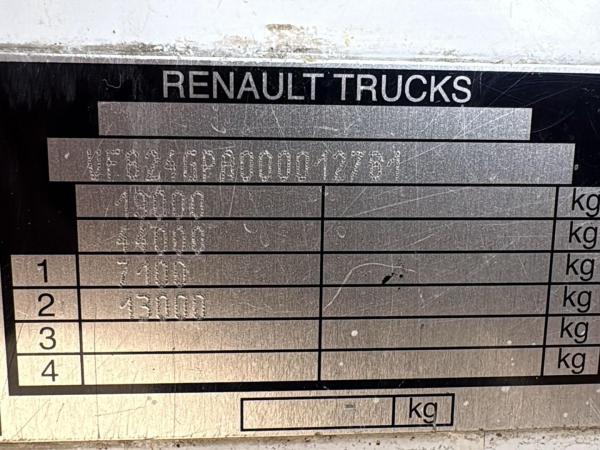 RENAULT TRUCKS
VF624GPA000012781
19000 kg
44000 kg
1 7100 kg
2 13000 kg
3 kg
4 kg
kg